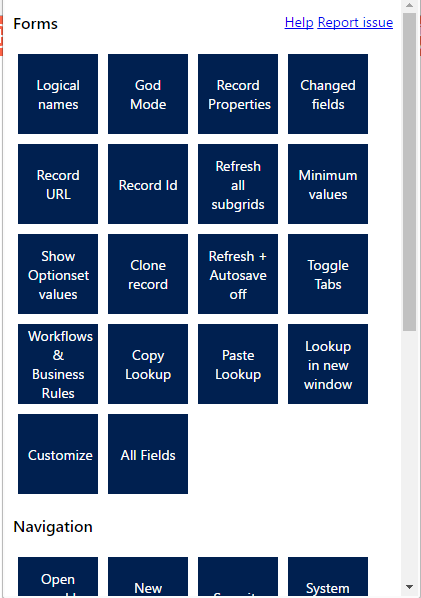 Forms
Help Report issue
Logical
names
God
Mode
Record
Properties
Changed
fields
Record
URL
Record Id
Refresh
all
subgrids
Minimum
values
Show
Optionset
values
Clone
record
Refresh +
Autosave
off
Toggle
Tabs
Workflows
&
Business
Rules
Copy
Lookup
Paste
Lookup
Lookup
in new
window
Customize
All Fields
Navigation
Open
New
System